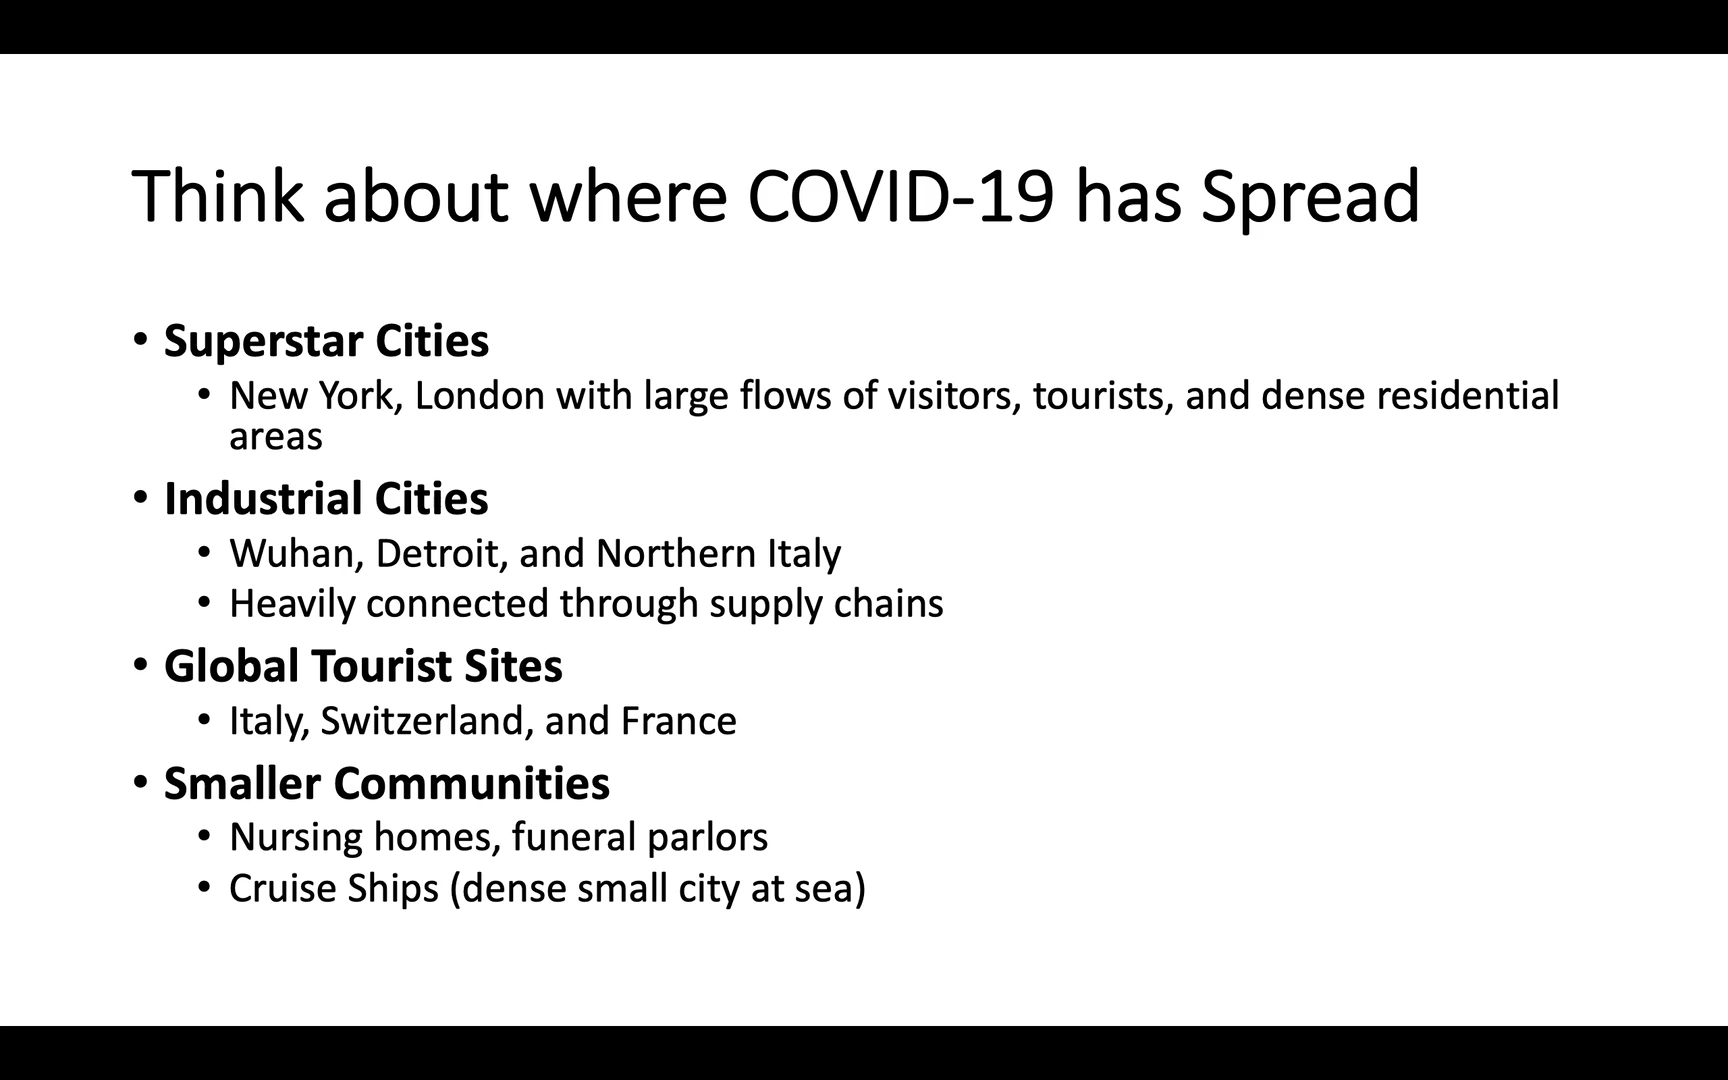 Think about where COVID-19 has Spread
• Superstar Cities
• New York, London with large flows of visitors, tourists, and dense residential
areas
• Industrial Cities
• Wuhan, Detroit, and Northern Italy
• Heavily connected through supply chains
• Global Tourist Sites
• Italy, Switzerland, and France
• Smaller Communities
• Nursing homes, funeral parlors
• Cruise Ships (dense small city at sea)